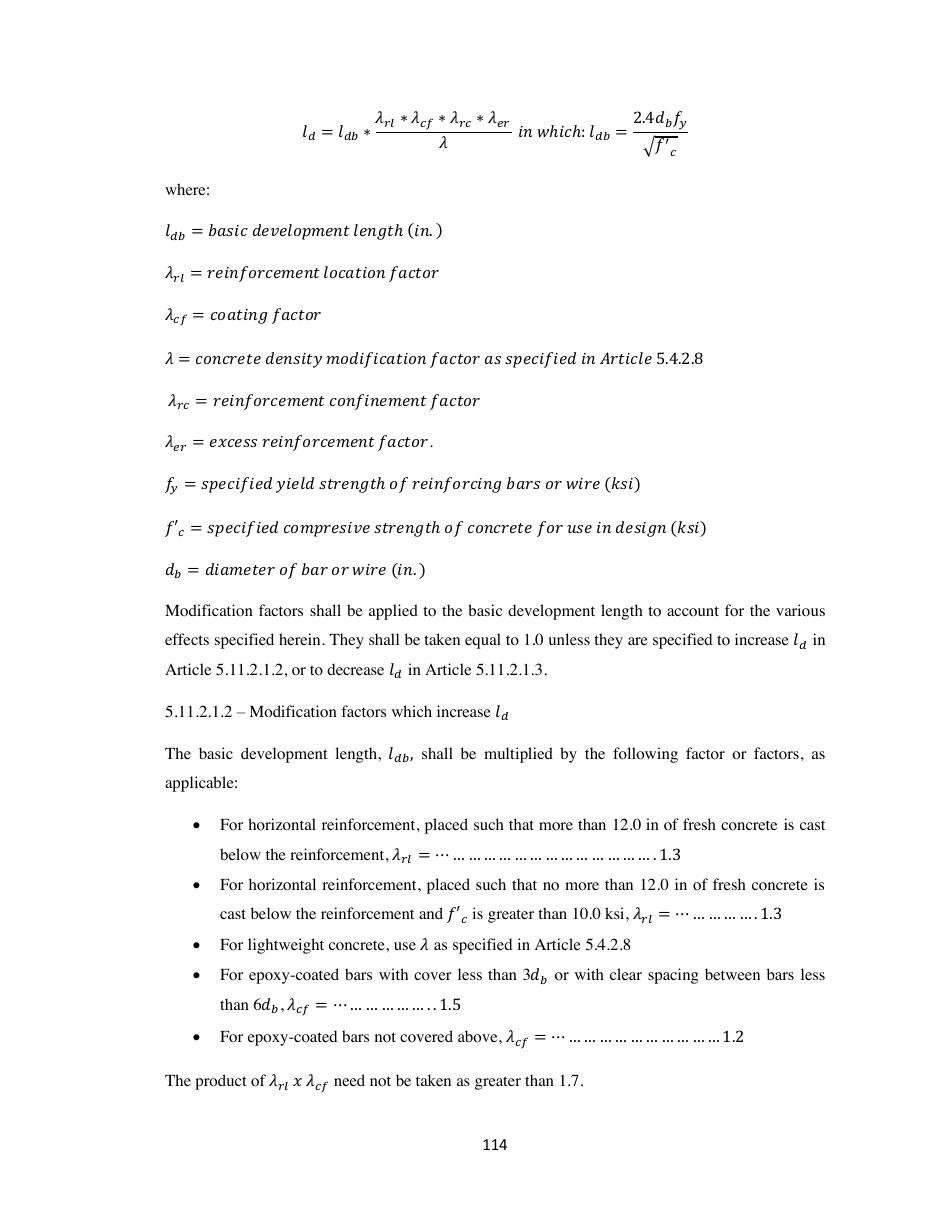 l_d = l_db ∗ (λ_rl ∗ λ_cf ∗ λ_rc ∗ λ_er)/λ in which: l_db = 2.4d_b f_y/√f′_c
where:
l_db = basic development length (in.)
λ_rl = reinforcement location factor
λ_cf = coating factor
λ = concrete density modification factor as specified in Article 5.4.2.8
λ_rc = reinforcement confinement factor
λ_er = excess reinforcement factor.
f_y = specified yield strength of reinforcing bars or wire (ksi)
f′_c = specified compresive strength of concrete for use in design (ksi)
d_b = diameter of bar or wire (in.)
Modification factors shall be applied to the basic development length to account for the various
effects specified herein. They shall be taken equal to 1.0 unless they are specified to increase l_d in
Article 5.11.2.1.2, or to decrease l_d in Article 5.11.2.1.3.
5.11.2.1.2 – Modification factors which increase l_d
The basic development length, l_db, shall be multiplied by the following factor or factors, as
applicable:
• For horizontal reinforcement, placed such that more than 12.0 in of fresh concrete is cast
below the reinforcement, λ_rl = ⋯ … … … … … … … … … … … … … . 1.3
• For horizontal reinforcement, placed such that no more than 12.0 in of fresh concrete is
cast below the reinforcement and f′_c is greater than 10.0 ksi, λ_rl = ⋯ … … … … . 1.3
• For lightweight concrete, use λ as specified in Article 5.4.2.8
• For epoxy-coated bars with cover less than 3d_b or with clear spacing between bars less
than 6d_b, λ_cf = ⋯ … … … … … . . 1.5
• For epoxy-coated bars not covered above, λ_cf = ⋯ … … … … … … … … … … 1.2
The product of λ_rl x λ_cf need not be taken as greater than 1.7.
114